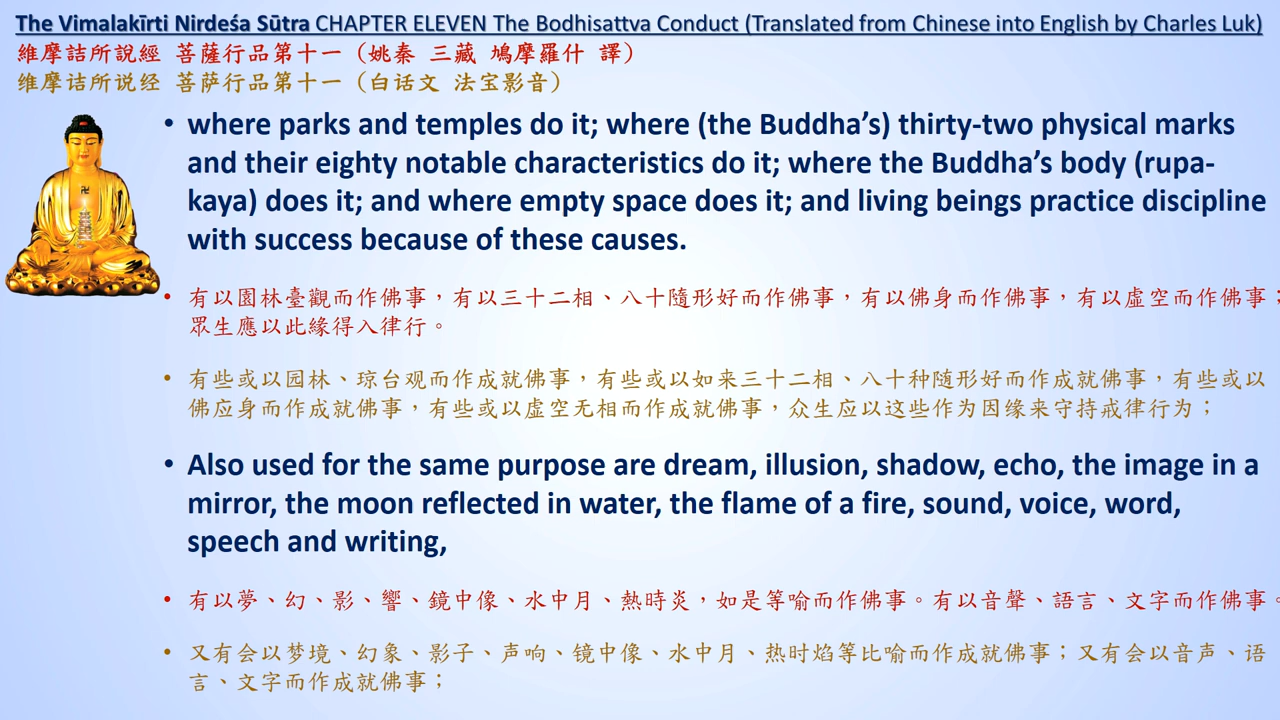 The Vimalakīrti Nirdeśa Sūtra CHAPTER ELEVEN The Bodhisattva Conduct (Translated from Chinese into English by Charles Luk)
維摩詰所說經 菩薩行品第十一 (姚秦 三藏 鳩摩羅什 譯)
维摩诘所说经 菩萨行品第十一 (白话文 法宝影音)
• where parks and temples do it; where (the Buddha’s) thirty-two physical marks
and their eighty notable characteristics do it; where the Buddha’s body (rupa-
kaya) does it; and where empty space does it; and living beings practice discipline
with success because of these causes.
• 有以園林臺觀而作佛事，有以三十二相、八十隨形好而作佛事，有以佛身而作佛事，有以虛空而作佛事；
眾生應以此緣得入律行。
• 有些或以园林、琼台观而作成就佛事，有些或以如来三十二相、八十种随形好而作成就佛事，有些或以
佛应身而作成就佛事，有些或以虚空无相而作成就佛事，众生应以这些作为因缘来守持戒律行为；
• Also used for the same purpose are dream, illusion, shadow, echo, the image in a
mirror, the moon reflected in water, the flame of a fire, sound, voice, word,
speech and writing,
• 有以夢、幻、影、響、鏡中像、水中月、熱時炎，如是等喻而作佛事。有以音聲、語言、文字而作佛事。
• 又有会以梦境、幻象、影子、声响、镜中像、水中月、热时焰等比喻而作成就佛事；又有会以音声、语
言、文字而作成就佛事；